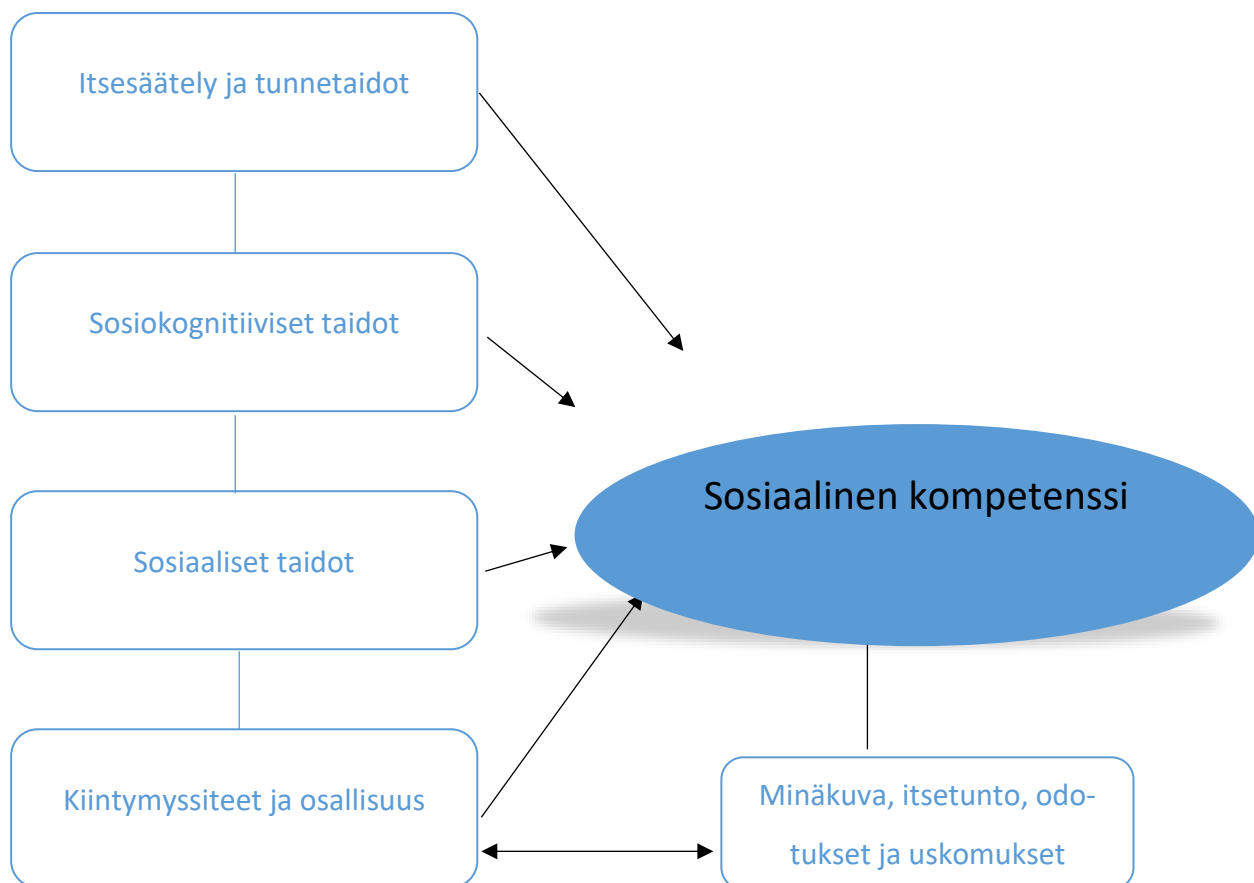 Itsesäätely ja tunnetaidot
Sosiokognitiiviset taidot
Sosiaalinen kompetenssi
Sosiaaliset taidot
Kiintymyssiteet ja osallisuus
Minäkuva, itsetunto, odo-
tukset ja uskomukset